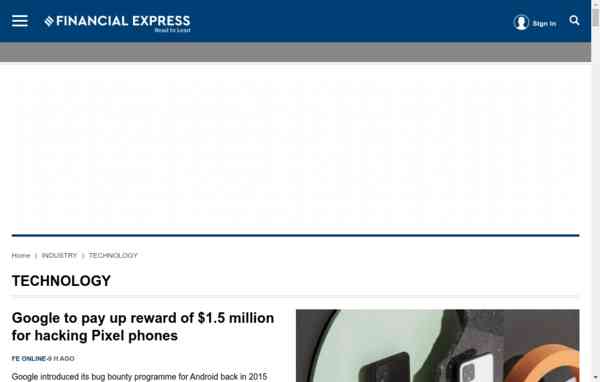 FINANCIAL EXPRESS
Read to Lead
Sign In
Home | INDUSTRY | TECHNOLOGY
TECHNOLOGY
Google to pay up reward of $1.5 million
for hacking Pixel phones
FE ONLINE-9 H AGO
Google introduced its bug bounty programme for Android back in 2015